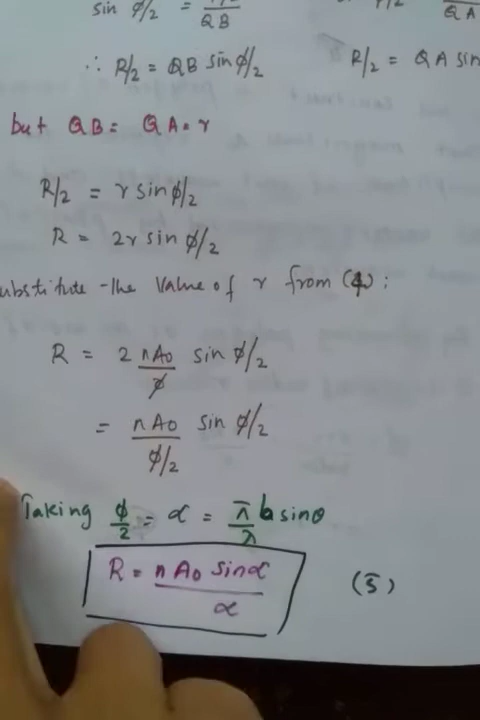 sin φ/2 = /QB
QA
∴ R/2 = QB sin φ/2 R/2 = QA sin
but QB = QA = r
R/2 = r sin φ/2
R = 2r sin φ/2
ubstitute the value of r from (4):
R = 2 nA0/φ sin φ/2
= nA0/φ/2 sin φ/2
Taking φ/2 = α = π/λ b sinθ
R = nA0 sinα/α (5)